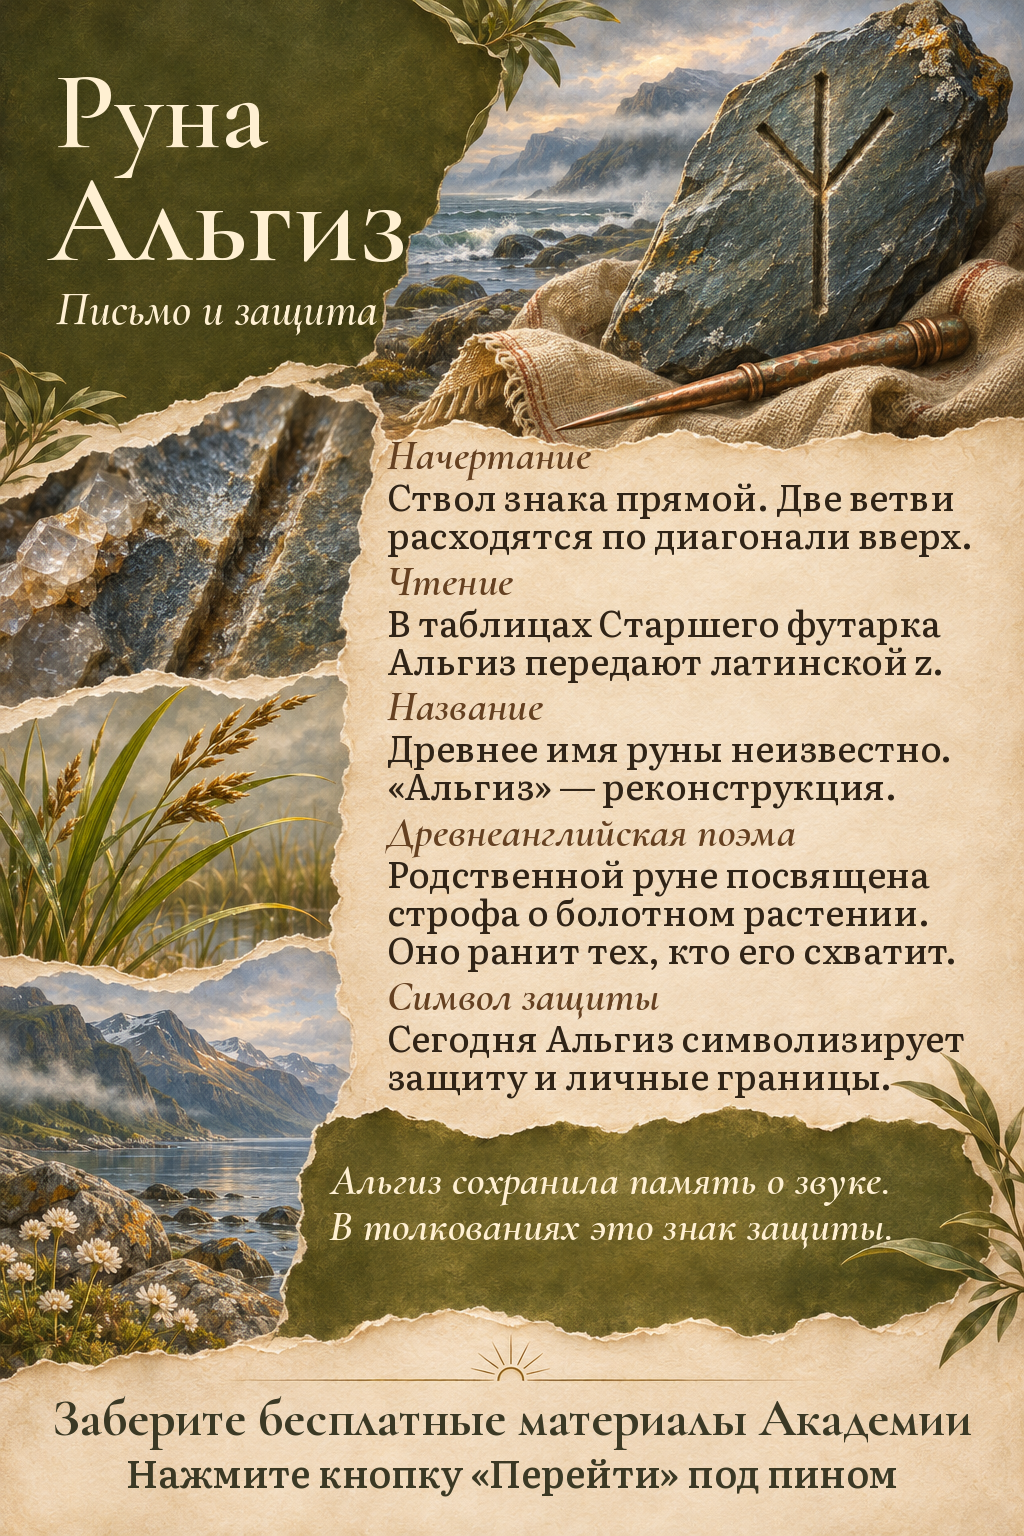 Руна
Альгиз
Письмо и защита
Начертание
Ствол знака прямой. Две ветви
расходятся по диагонали вверх.
Чтение
В таблицах Старшего футарка
Альгиз передают латинской z.
Название
Древнее имя руны неизвестно.
«Альгиз» — реконструкция.
Древнеанглийская поэма
Родственной руне посвящена
строфа о болотном растении.
Оно ранит тех, кто его схватит.
Символ защиты
Сегодня Альгиз символизирует
защиту и личные границы.
Альгиз сохранила память о звуке.
В толкованиях это знак защиты.
Заберите бесплатные материалы Академии
Нажмите кнопку «Перейти» под пином